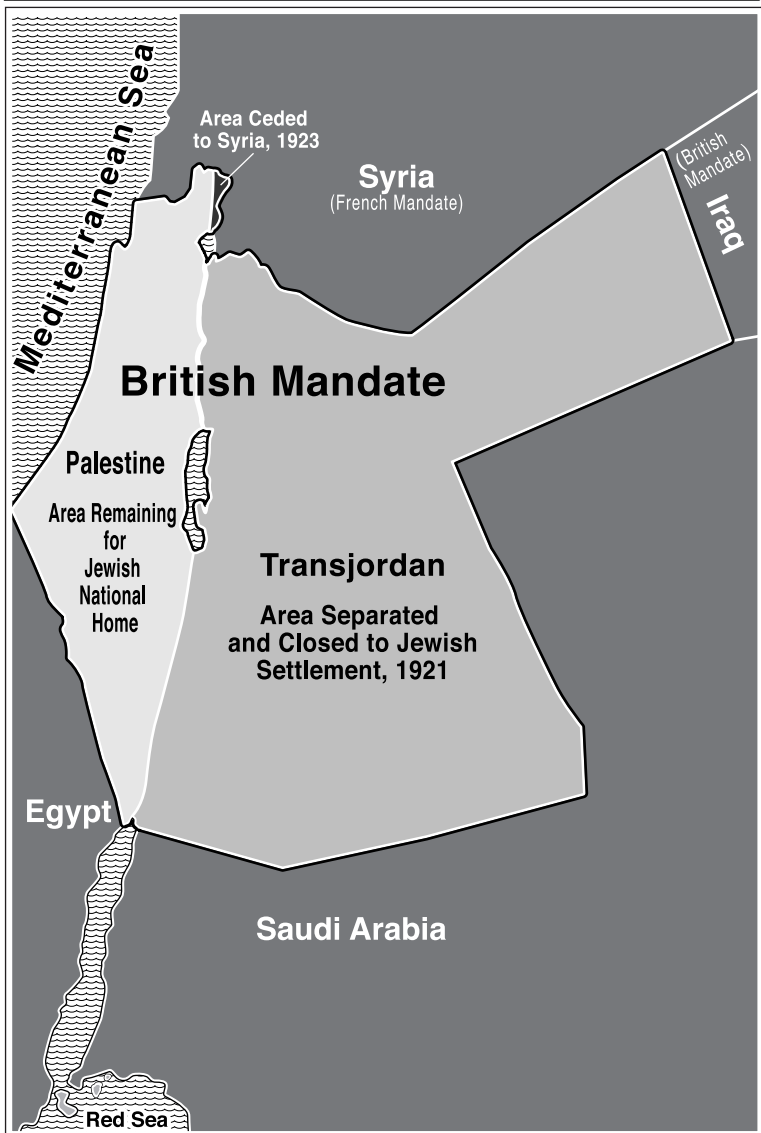 Mediterranean Sea
Area Ceded
to Syria, 1923
Syria
(French Mandate)
(British
Mandate)
Iraq
British Mandate
Palestine
Area Remaining
for
Jewish
National
Home
Transjordan
Area Separated
and Closed to Jewish
Settlement, 1921
Egypt
Saudi Arabia
Red Sea